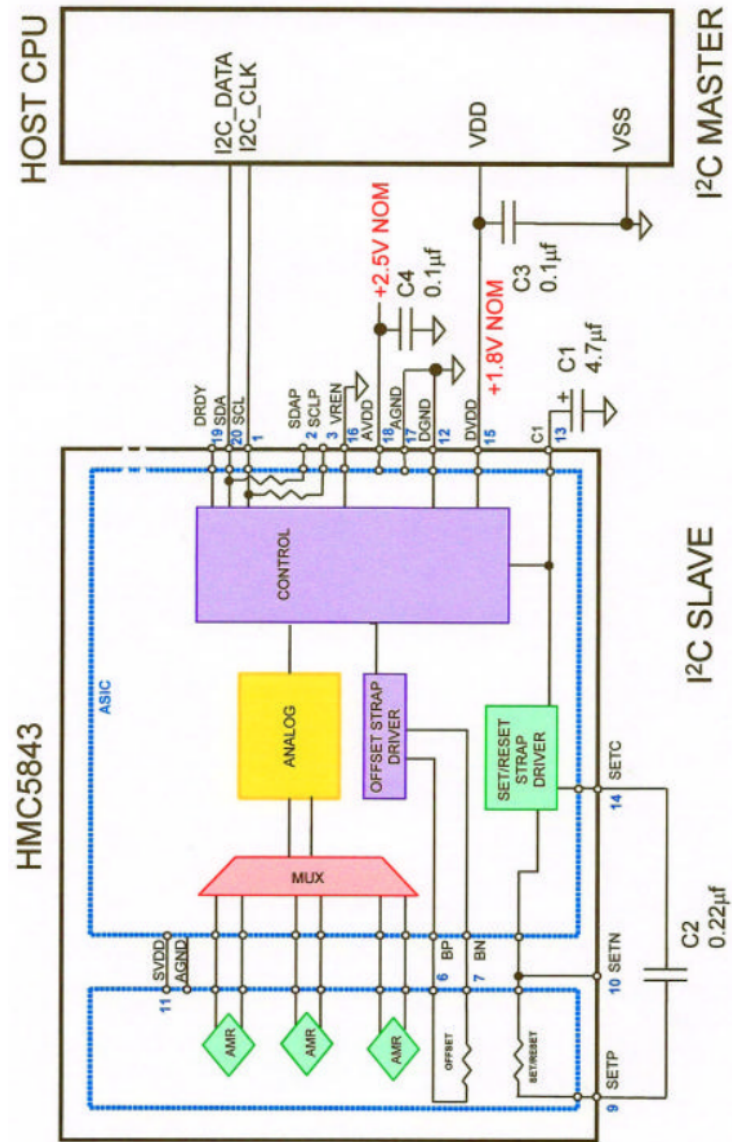 HMC5843
HOST CPU
ASIC
SVDD
AGND
11
AMR
AMR
AMR
MUX
ANALOG
CONTROL
OFFSET
6
BP
7
BN
OFFSET STRAP
DRIVER
SET/RESET
SET/RESET
STRAP
DRIVER
9
SETP
10
SETN
14
SETC
C2
0.22µf
DRDY
19
SDA
20
SCL
1
SDAP
2
SCLP
3
VREN
16
AVDD
18
AGND
17
DGND
12
DVDD
15
C1
13
I2C_DATA
I2C_CLK
+2.5V NOM
C4
0.1µf
+1.8V NOM
C3
0.1µf
+
C1
4.7µf
VDD
VSS
I²C SLAVE
I²C MASTER